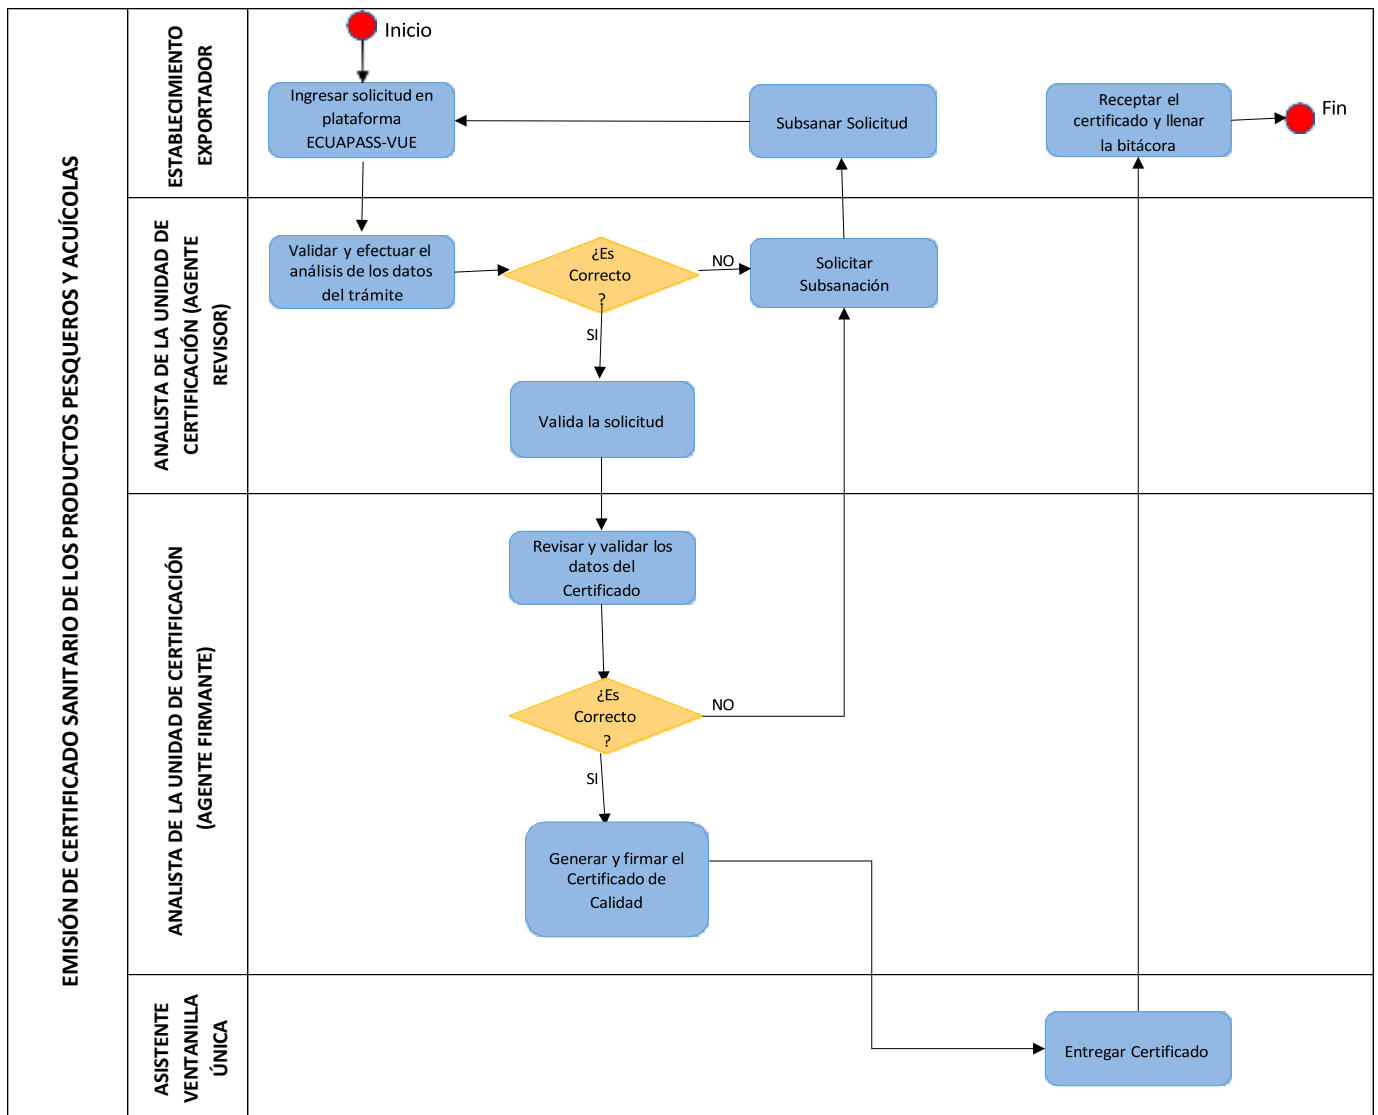 EMISIÓN DE CERTIFICADO SANITARIO DE LOS PRODUCTOS PESQUEROS Y ACUÍCOLAS
ESTABLECIMIENTO
EXPORTADOR
Inicio
Ingresar solicitud en
plataforma
ECUAPASS-VUE
Subsanar Solicitud
Receptar el
certificado y llenar
la bitácora
Fin
ANALISTA DE LA UNIDAD DE
CERTIFICACIÓN (AGENTE
REVISOR)
Validar y efectuar el
análisis de los datos
del trámite
¿Es
Correcto
?
NO
Solicitar
Subsanación
SI
Valida la solicitud
ANALISTA DE LA UNIDAD DE CERTIFICACIÓN
(AGENTE FIRMANTE)
Revisar y validar los
datos del
Certificado
¿Es
Correcto
?
NO
SI
Generar y firmar el
Certificado de
Calidad
ASISTENTE
VENTANILLA
ÚNICA
Entregar Certificado